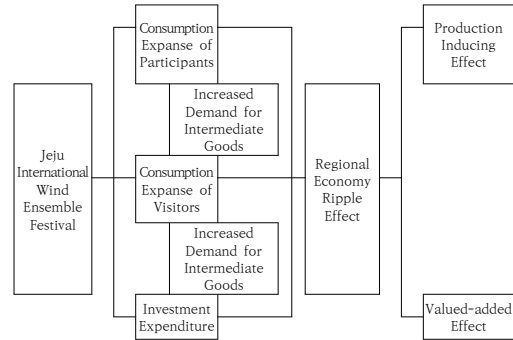 Jeju
International
Wind
Ensemble
Festival
Consumption
Expanse of
Participants
Increased
Demand for
Intermediate
Goods
Consumption
Expanse of
Visitors
Increased
Demand for
Intermediate
Goods
Investment
Expenditure
Regional
Economy
Ripple
Effect
Production
Inducing
Effect
Valued-added
Effect